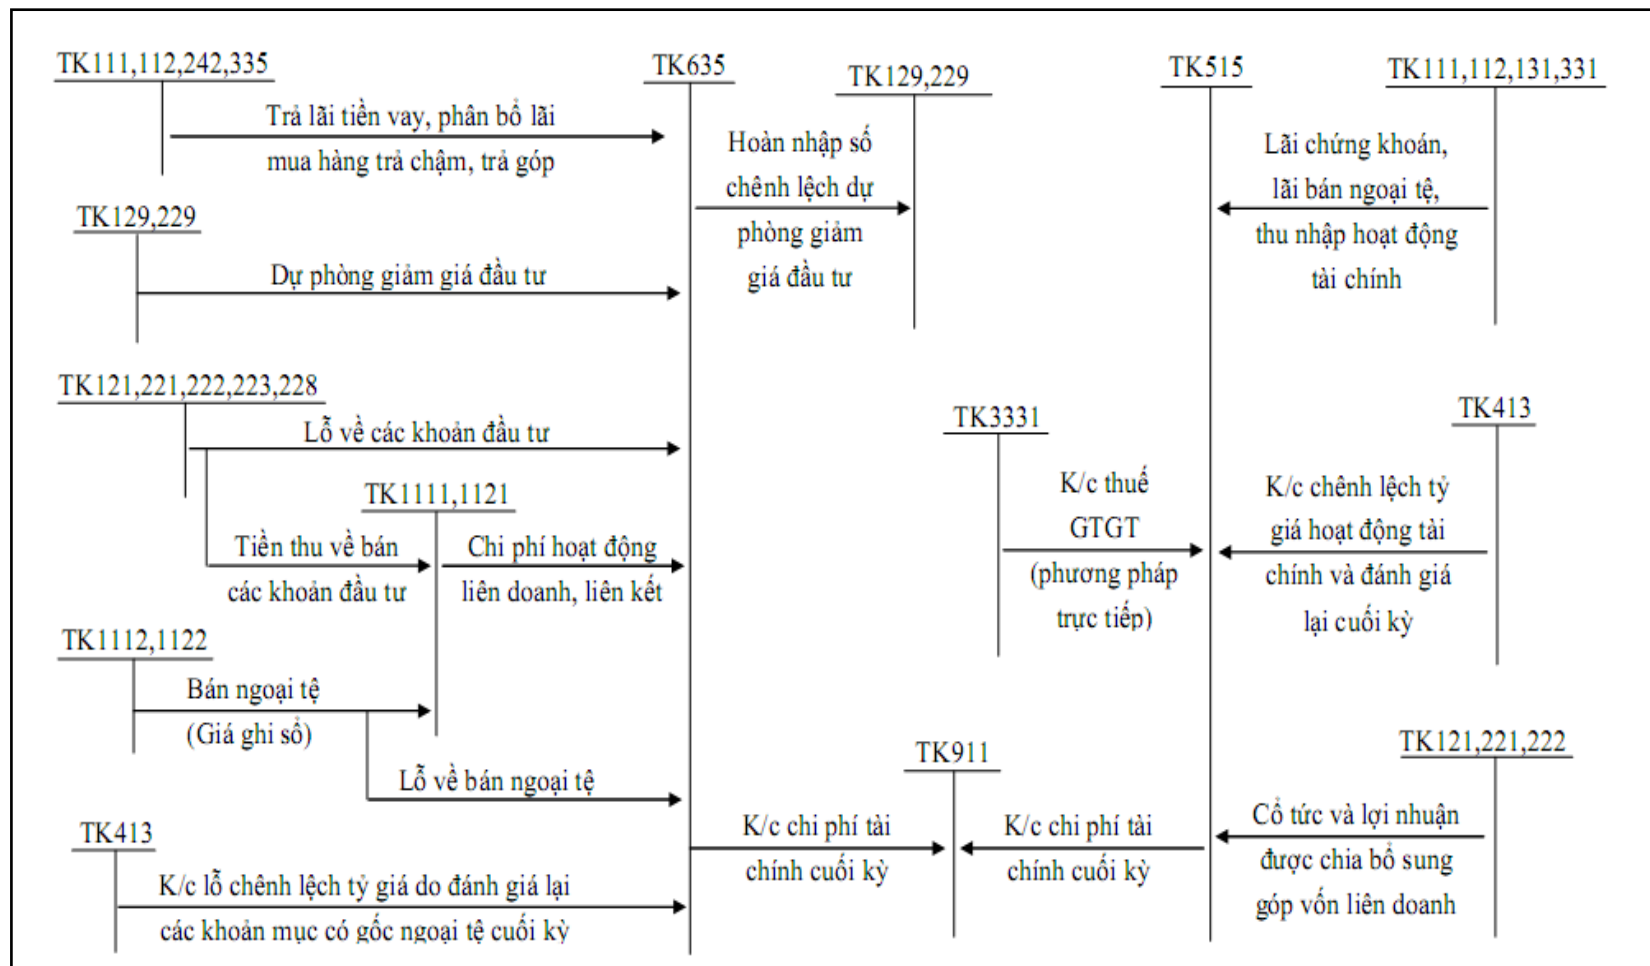 TK111,112,242,335
Trả lãi tiền vay, phân bổ lãi
mua hàng trả chậm, trả góp
TK129,229
Dự phòng giảm giá đầu tư
TK121,221,222,223,228
Lỗ về các khoản đầu tư
TK1111,1121
Tiền thu về bán
các khoản đầu tư
Chi phí hoạt động
liên doanh, liên kết
TK1112,1122
Bán ngoại tệ
(Giá ghi sổ)
Lỗ về bán ngoại tệ
TK413
K/c lỗ chênh lệch tỷ giá do đánh giá lại
các khoản mục có gốc ngoại tệ cuối kỳ
TK635
TK129,229
Hoàn nhập số
chênh lệch dự
phòng giảm
giá đầu tư
TK3331
K/c thuế
GTGT
(phương pháp
trực tiếp)
TK911
K/c chi phí tài
chính cuối kỳ
K/c chi phí tài
chính cuối kỳ
TK515
TK111,112,131,331
Lãi chứng khoán,
lãi bán ngoại tệ,
thu nhập hoạt động
tài chính
TK413
K/c chênh lệch tỷ
giá hoạt động tài
chính và đánh giá
lại cuối kỳ
TK121,221,222
Cổ tức và lợi nhuận
được chia bổ sung
góp vốn liên doanh